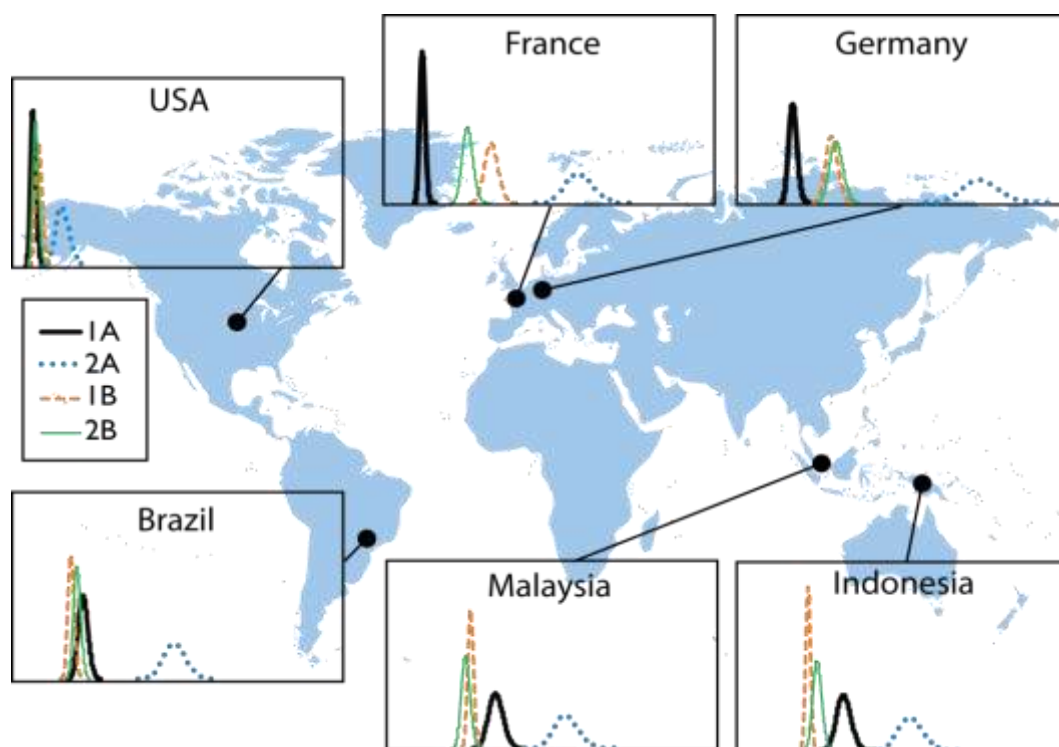 France
Germany
USA
1A
2A
1B
2B
Brazil
Malaysia
Indonesia